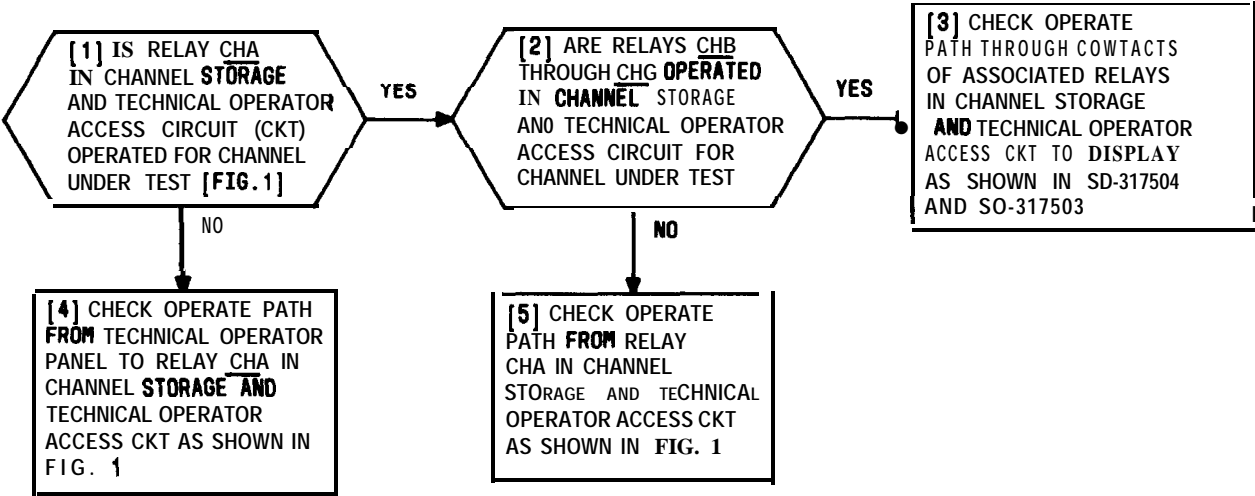 [1] IS RELAY CHA
IN CHANNEL STORAGE
AND TECHNICAL OPERATOR
ACCESS CIRCUIT (CKT)
OPERATED FOR CHANNEL
UNDER TEST [FIG.1]
YES
NO
[2] ARE RELAYS CHB
THROUGH CHG OPERATED
IN CHANNEL STORAGE
AN0 TECHNICAL OPERATOR
ACCESS CIRCUIT FOR
CHANNEL UNDER TEST
YES
NO
[3] CHECK OPERATE
PATH THROUGH COWTACTS
OF ASSOCIATED RELAYS
IN CHANNEL STORAGE
AND TECHNICAL OPERATOR
ACCESS CKT TO DISPLAY
AS SHOWN IN SD-317504
AND SO-317503
[4] CHECK OPERATE PATH
FROM TECHNICAL OPERATOR
PANEL TO RELAY CHA IN
CHANNEL STORAGE AND
TECHNICAL OPERATOR
ACCESS CKT AS SHOWN IN
FIG. 1
[5] CHECK OPERATE
PATH FROM RELAY
CHA IN CHANNEL
STORAGE AND TECHNICAL
OPERATOR ACCESS CKT
AS SHOWN IN FIG. 1